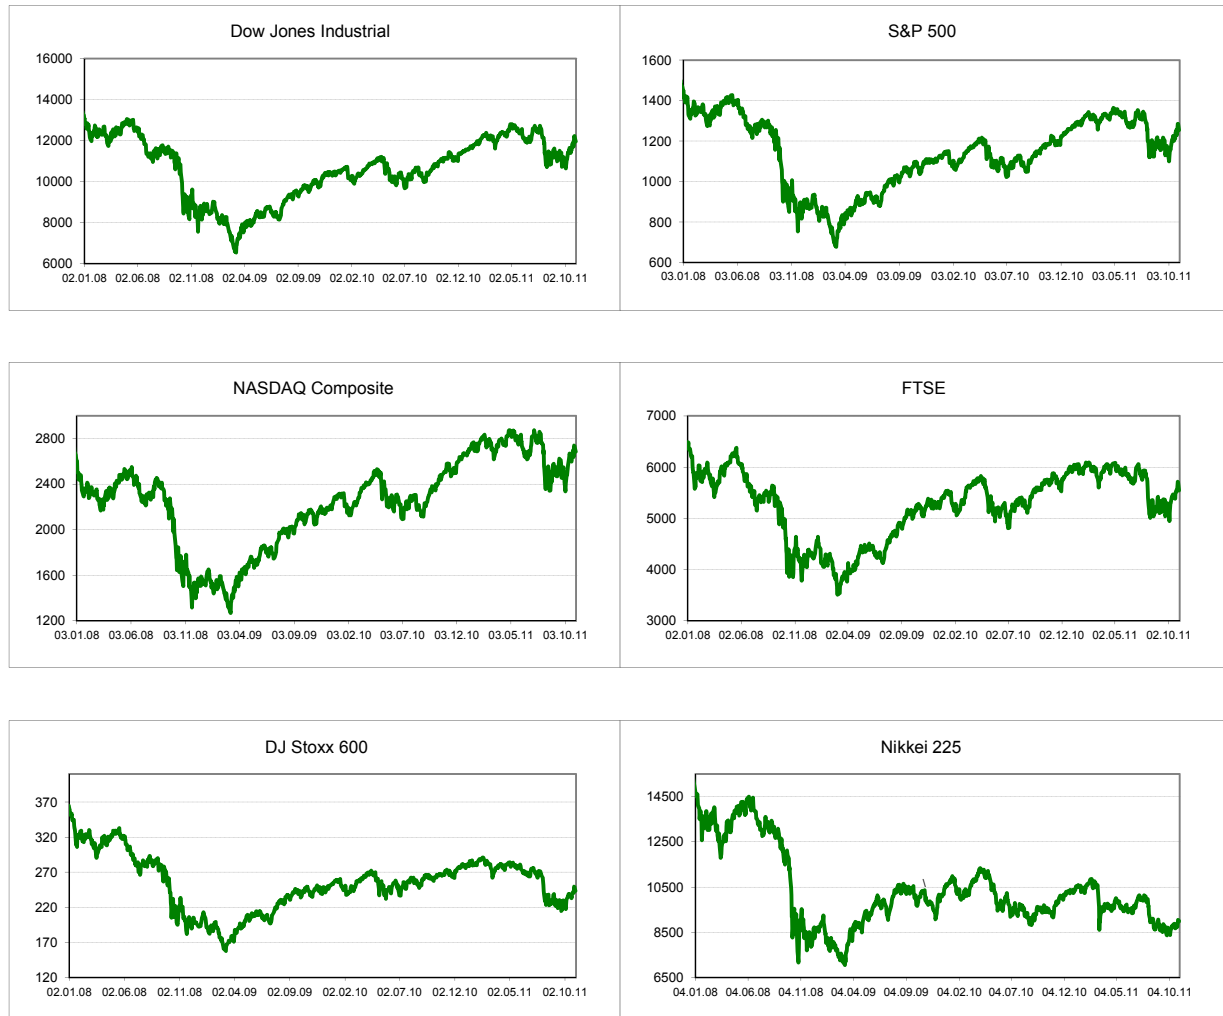 Dow Jones Industrial
16000
14000
12000
10000
8000
6000
02.01.08 02.06.08 02.11.08 02.04.09 02.09.09 02.02.10 02.07.10 02.12.10 02.05.11 02.10.11
S&P 500
1600
1400
1200
1000
800
600
03.01.08 03.06.08 03.11.08 03.04.09 03.09.09 03.02.10 03.07.10 03.12.10 03.05.11 03.10.11
NASDAQ Composite
2800
2400
2000
1600
1200
03.01.08 03.06.08 03.11.08 03.04.09 03.09.09 03.02.10 03.07.10 03.12.10 03.05.11 03.10.11
FTSE
7000
6000
5000
4000
3000
02.01.08 02.06.08 02.11.08 02.04.09 02.09.09 02.02.10 02.07.10 02.12.10 02.05.11 02.10.11
DJ Stoxx 600
370
320
270
220
170
120
02.01.08 02.06.08 02.11.08 02.04.09 02.09.09 02.02.10 02.07.10 02.12.10 02.05.11 02.10.11
Nikkei 225
14500
12500
10500
8500
6500
04.01.08 04.06.08 04.11.08 04.04.09 04.09.09 04.02.10 04.07.10 04.12.10 04.05.11 04.10.11